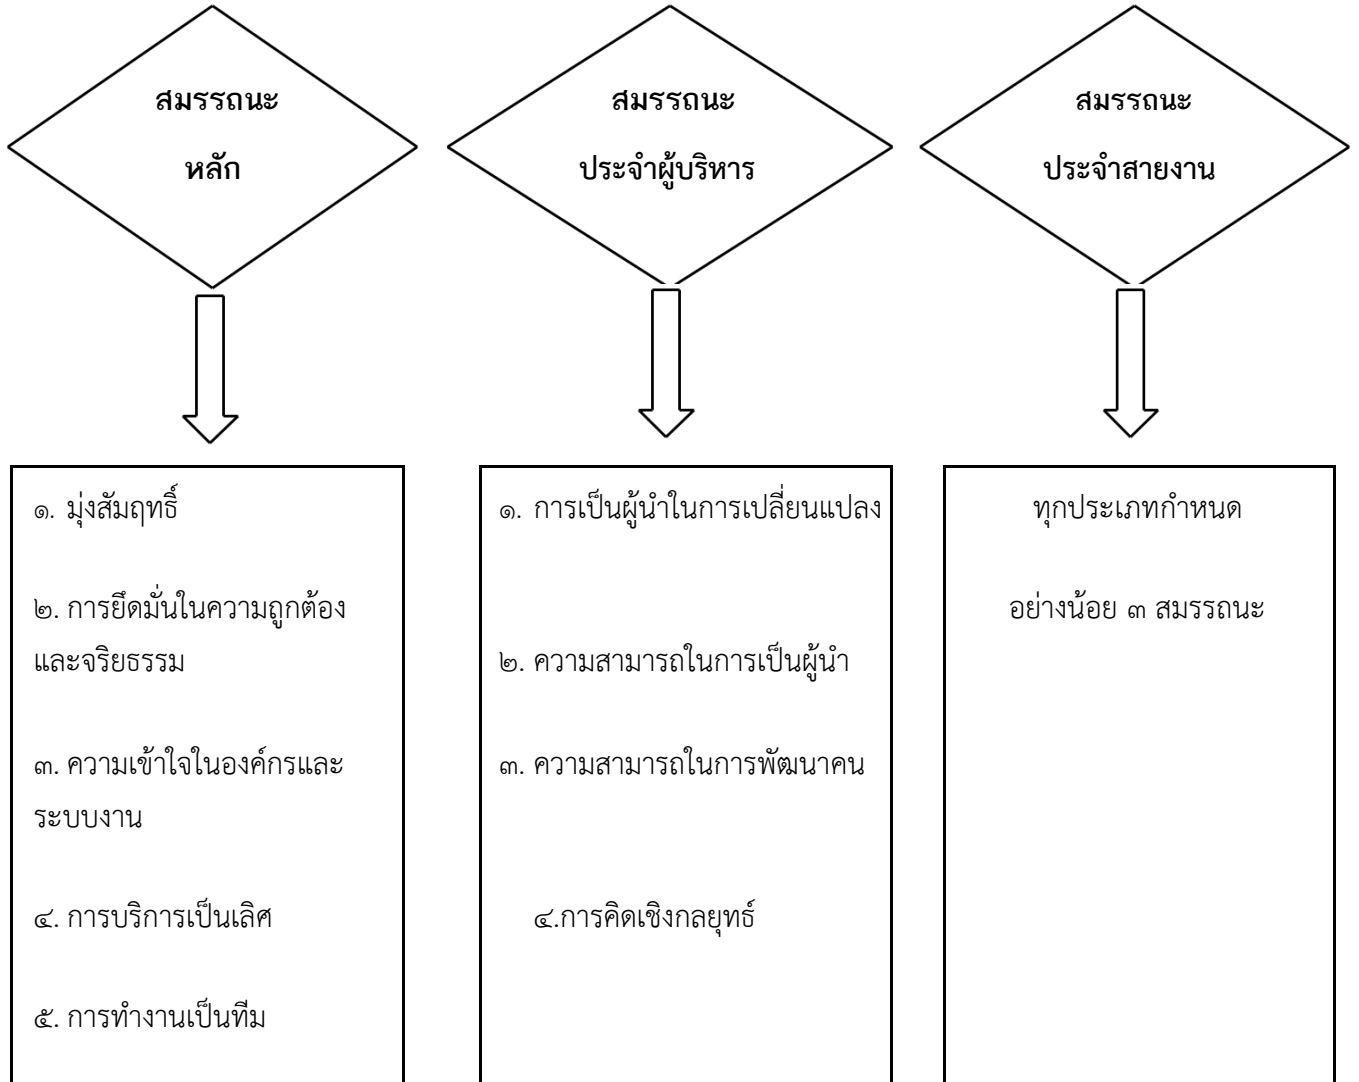 สมรรถนะ
หลัก
สมรรถนะ
ประจำผู้บริหาร
สมรรถนะ
ประจำสายงาน
๑. มุ่งสัมฤทธิ์
๒. การยึดมั่นในความถูกต้อง
และจริยธรรม
๓. ความเข้าใจในองค์กรและ
ระบบงาน
๔. การบริการเป็นเลิศ
๕. การทำงานเป็นทีม
๑. การเป็นผู้นำในการเปลี่ยนแปลง
๒. ความสามารถในการเป็นผู้นำ
๓. ความสามารถในการพัฒนาคน
๔.การคิดเชิงกลยุทธ์
ทุกประเภทกำหนด
อย่างน้อย ๓ สมรรถนะ